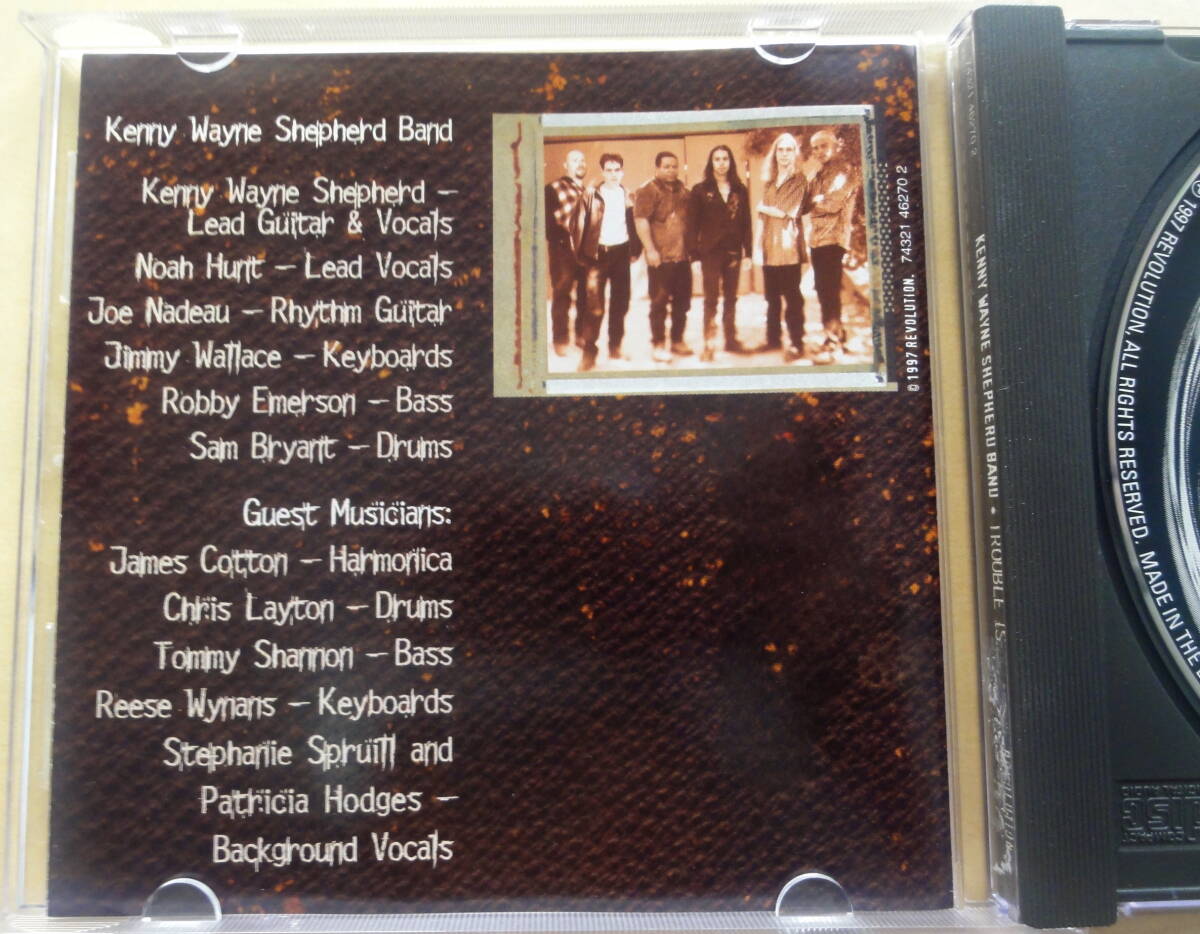 Kenny Wayne Shepherd Band
Kenny Wayne Shepherd –
Lead Guitar & Vocals
Noah Hunt – Lead Vocals
Joe Nadeau – Rhythm Guitar
Jimmy Wallace – Keyboards
Robby Emerson – Bass
Sam Bryant – Drums
Guest Musicians:
James Cotton – Harmonica
Chris Layton – Drums
Tommy Shannon – Bass
Reese Wynans – Keyboards
Stephanie Spruill and
Patricia Hodges –
Background Vocals
© 1997 REVOLUTION. 74321 46270 2
KENNY WAYNE SHEPHERD BAND • TROUBLE IS...
℗ 1997 REVOLUTION, ALL RIGHTS RESERVED. MADE IN THE